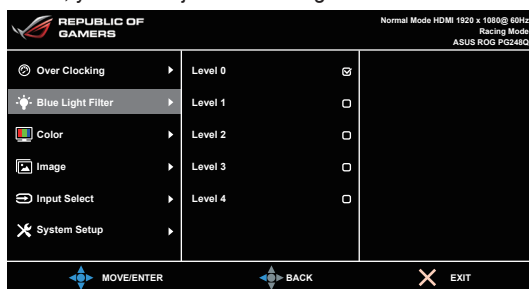 REPUBLIC OF
GAMERS
Normal Mode HDMI 1920 x 1080@ 60Hz
Racing Mode
ASUS ROG PG248Q
Over Clocking
Blue Light Filter
Color
Image
Input Select
System Setup
Level 0
Level 1
Level 2
Level 3
Level 4
MOVE/ENTER
BACK
EXIT